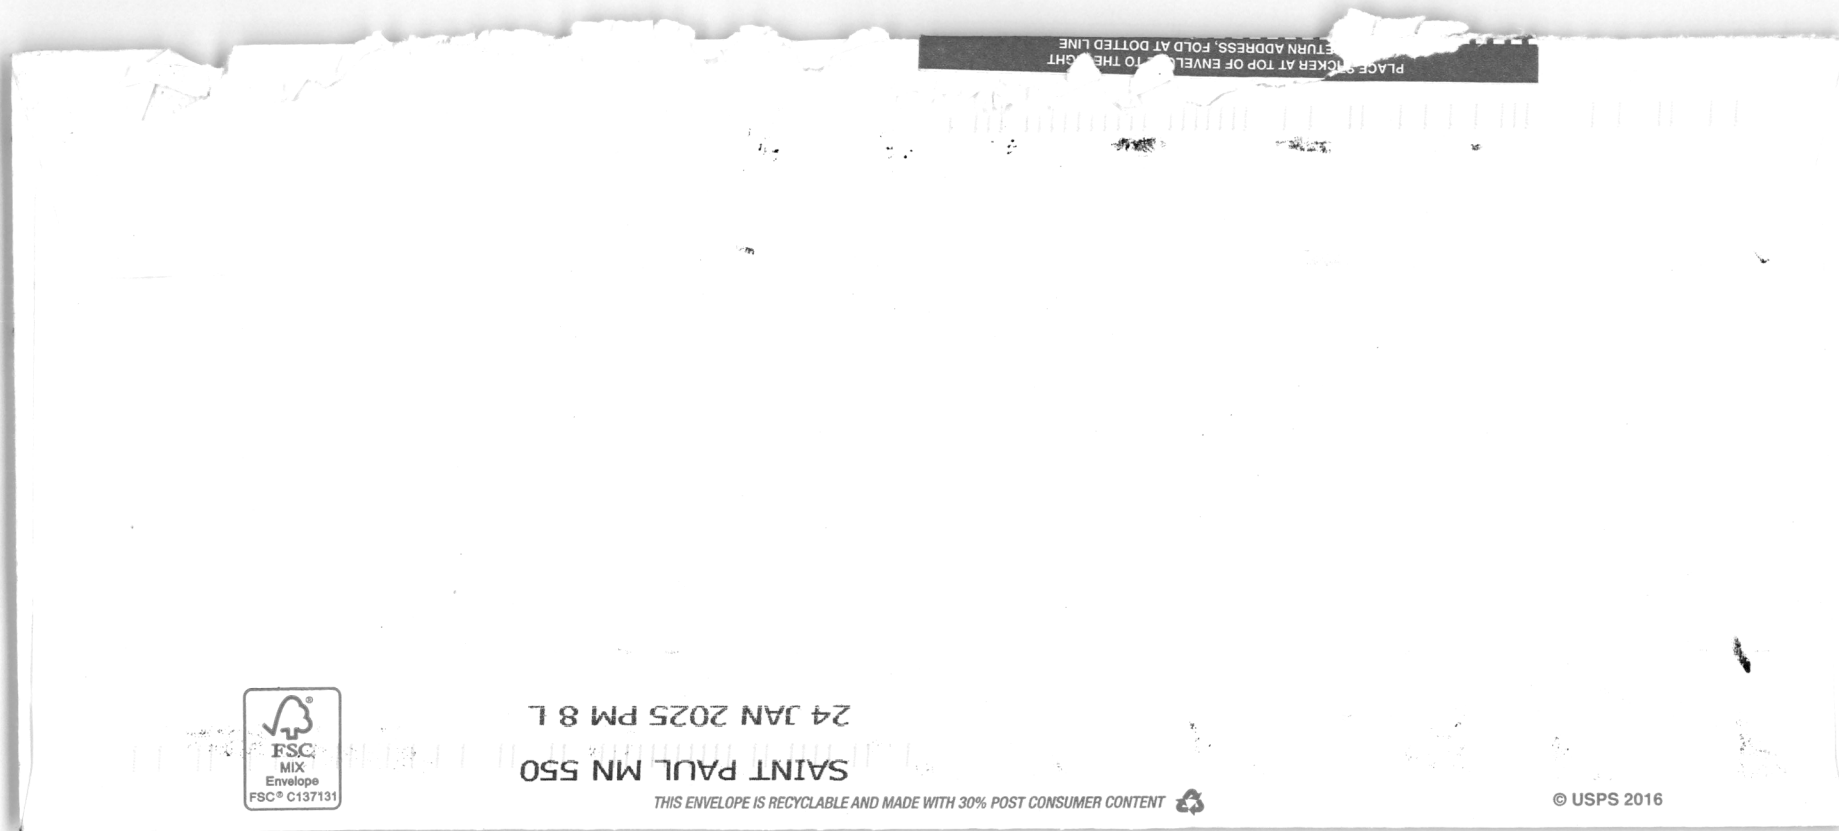 PLACE STICKER AT TOP OF ENVELOPE TO THE RIGHT
RETURN ADDRESS, FOLD AT DOTTED LINE
FSC®
MIX
Envelope
FSC® C137131
SAINT PAUL MN 550
24 JAN 2025 PM 8 L
THIS ENVELOPE IS RECYCLABLE AND MADE WITH 30% POST CONSUMER CONTENT
© USPS 2016